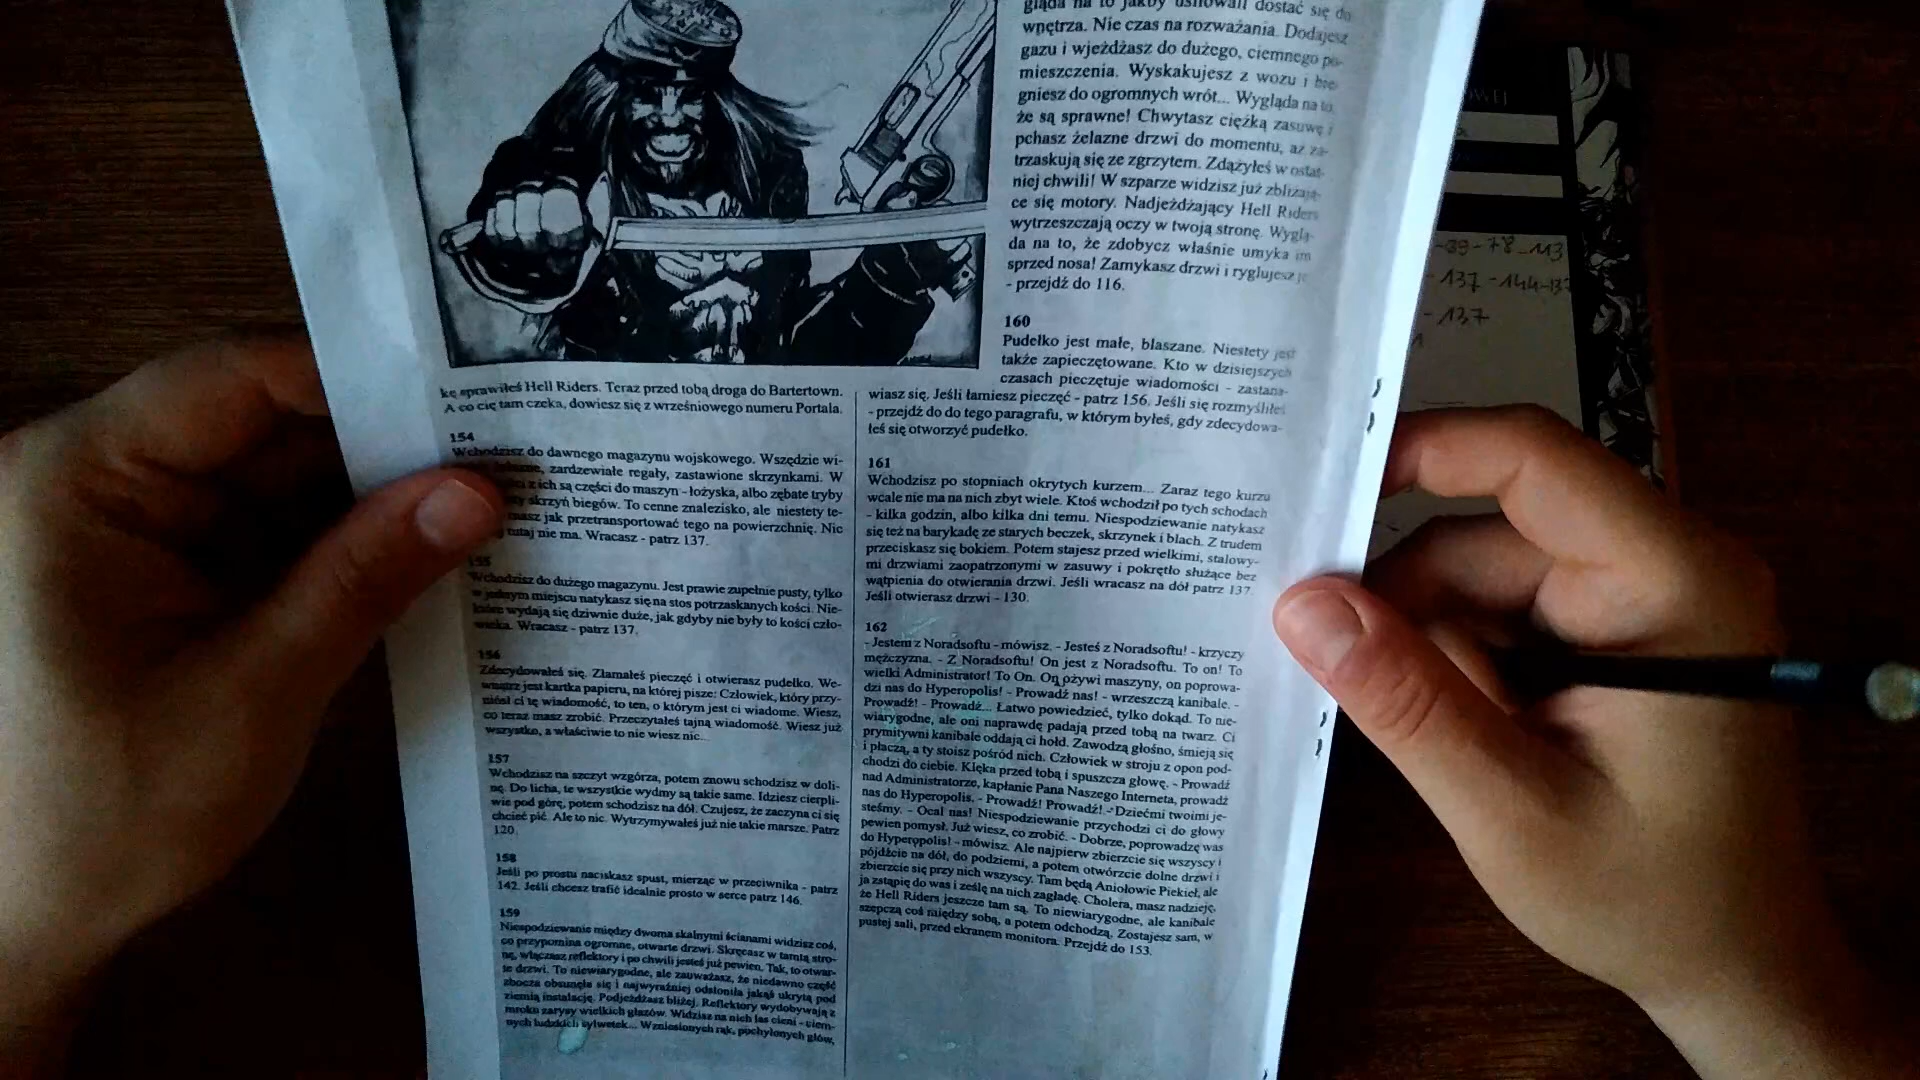 kę sprawiłeś Hell Riders. Teraz przed tobą droga do Bartertown.
A co cię tam czeka, dowiesz się z wrześniowego numeru Portala.
154
Wchodzisz do dawnego magazynu wojskowego. Wszędzie wi-
zardzewiałe regały, zastawione skrzynkami. W
z ich są części do maszyn - łożyska, albo zębate tryby
skrzyń biegów. To cenne znalezisko, ale niestety te-
masz jak przetransportować tego na powierzchnię. Nic
tutaj nie ma. Wracasz - patrz 137.
155
Wchodzisz do dużego magazynu. Jest prawie zupełnie pusty, tylko
w jednym miejscu natykasz się na stos potrzaskanych kości. Nie-
które wydają się dziwnie duże, jak gdyby nie były to kości czło-
wieka. Wracasz - patrz 137.
156
Zdecydowałeś się. Złamałeś pieczęć i otwierasz pudełko. We-
wnątrz jest kartka papieru, na której pisze: Człowiek, który przy-
niósł ci tę wiadomość, to ten, o którym jest ci wiadome. Wiesz,
co teraz masz zrobić. Przeczytałeś tajną wiadomość. Wiesz już
wszystko, a właściwie to nie wiesz nic...
157
Wchodzisz na szczyt wzgórza, potem znowu schodzisz w doli-
nę. Do licha, te wszystkie wydmy są takie same. Idziesz cierpli-
wie pod górę, potem schodzisz na dół. Czujesz, że zaczyna ci się
chcieć pić. Ale to nic. Wytrzymywałeś już nie takie marsze. Patrz
120.
158
Jeśli po prostu naciskasz spust, mierząc w przeciwnika - patrz
142. Jeśli chcesz trafić idealnie prosto w serce patrz 146.
159
Niespodziewanie między dwoma skalnymi ścianami widzisz coś,
co przypomina ogromne, otwarte drzwi. Skręcasz w tamtą stro-
nę, włączasz reflektory i po chwili jesteś już pewien. Tak, to otwar-
te drzwi. To niewiarygodne, ale zauważasz, że niedawno część
zbocza obsunęła się i najwyraźniej odsłoniła jakąś ukrytą pod
ziemią instalację. Podjeżdżasz bliżej. Reflektory wydobywają z
mroku zarysy wielkich głazów. Widzisz na nich las cieni - ciem-
nych ludzkich sylwetek... Wzniesionych rąk, pochylonych głów,
gląda na to jakby usiłowali dostać się do
wnętrza. Nie czas na rozważania. Dodajesz
gazu i wjeżdżasz do dużego, ciemnego po-
mieszczenia. Wyskakujesz z wozu i bie-
gniesz do ogromnych wrót... Wygląda na to,
że są sprawne! Chwytasz ciężką zasuwę i
pchasz żelazne drzwi do momentu, aż za-
trzaskują się ze zgrzytem. Zdążyłeś w ostat-
niej chwili! W szparze widzisz już zbliżają-
ce się motory. Nadjeżdżający Hell Riders
wytrzeszczają oczy w twoją stronę. Wyglą-
da na to, że zdobycz właśnie umyka im
sprzed nosa! Zamykasz drzwi i ryglujesz je
- przejdź do 116.
160
Pudełko jest małe, blaszane. Niestety jest
także zapieczętowane. Kto w dzisiejszych
czasach pieczętuje wiadomości - zastana-
wiasz się. Jeśli łamiesz pieczęć - patrz 156. Jeśli się rozmyśliłeś
- przejdź do do tego paragrafu, w którym byłeś, gdy zdecydowa-
łeś się otworzyć pudełko.
161
Wchodzisz po stopniach okrytych kurzem... Zaraz tego kurzu
wcale nie ma na nich zbyt wiele. Ktoś wchodził po tych schodach
- kilka godzin, albo kilka dni temu. Niespodziewanie natykasz
się też na barykadę ze starych beczek, skrzynek i blach. Z trudem
przeciskasz się bokiem. Potem stajesz przed wielkimi, stalowy-
mi drzwiami zaopatrzonymi w zasuwy i pokrętło służące bez
wątpienia do otwierania drzwi. Jeśli wracasz na dół patrz 137.
Jeśli otwierasz drzwi - 130.
162
- Jestem z Noradsoftu - mówisz. - Jesteś z Noradsoftu! - krzyczy
mężczyzna. - Z Noradsoftu! On jest z Noradsoftu. To on! To
wielki Administrator! To On. On ożywi maszyny, on poprowa-
dzi nas do Hyperopolis! - Prowadź nas! - wrzeszczą kanibale. -
Prowadź! - Prowadź... Łatwo powiedzieć, tylko dokąd. To nie-
wiarygodne, ale oni naprawdę padają przed tobą na twarz. Ci
prymitywni kanibale oddają ci hołd. Zawodzą głośno, śmieją się
i płaczą, a ty stoisz pośród nich. Człowiek w stroju z opon pod-
chodzi do ciebie. Klęka przed tobą i spuszcza głowę. - Prowadź
nad Administratorze, kapłanie Pana Naszego Interneta, prowadź
nas do Hyperopolis. - Prowadź! Prowadź! - Dziećmi twoimi je-
steśmy. - Ocal nas! Niespodziewanie przychodzi ci do głowy
pewien pomysł. Już wiesz, co zrobić. - Dobrze, poprowadzę was
do Hyperopolis! - mówisz. Ale najpierw zbierzcie się wszyscy i
pójdźcie na dół, do podziemi, a potem otwórzcie dolne drzwi i
zbierzcie się przy nich wszyscy. Tam będą Aniołowie Piekieł, ale
ja zstąpię do was i ześlę na nich zagładę. Cholera, masz nadzieję,
że Hell Riders jeszcze tam są. To niewiarygodne, ale kanibale
szepczą coś między sobą, a potem odchodzą. Zostajesz sam, w
pustej sali, przed ekranem monitora. Przejdź do 153.
-39-78-113
-137-144-137
-137